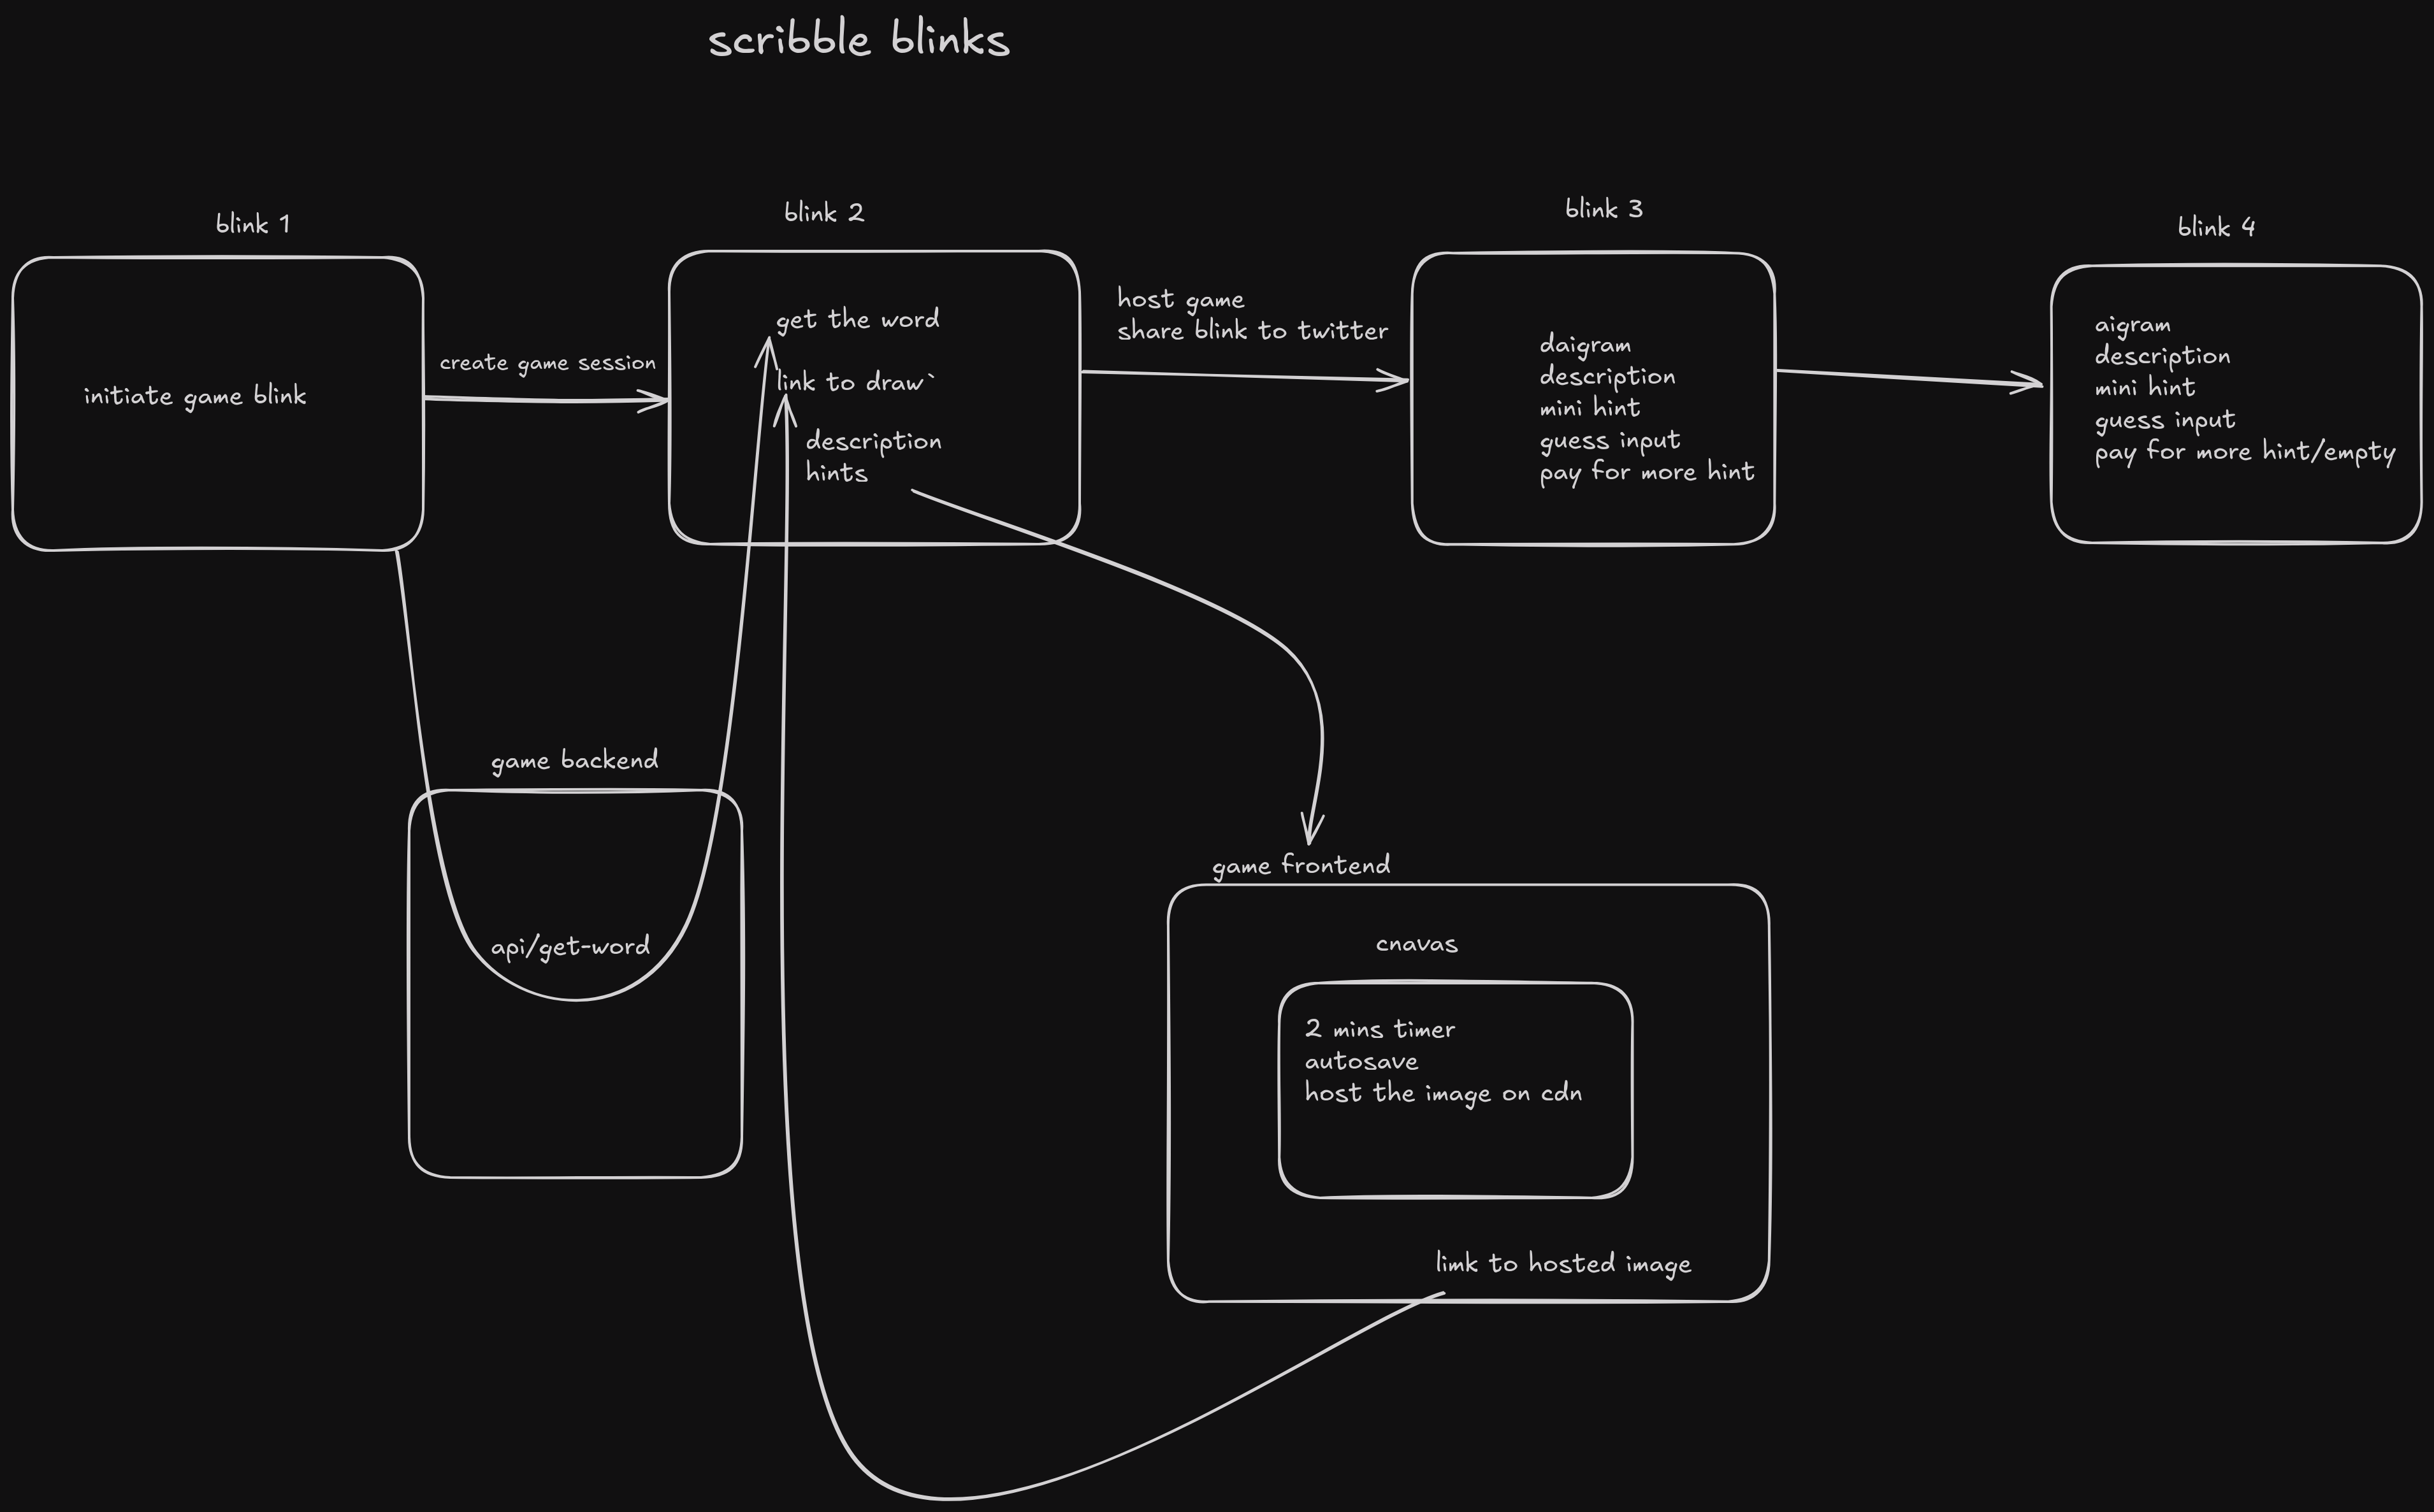 scribble blinks
blink 1
initiate game blink
create game session
blink 2
get the word
link to draw`
description
hints
host game
share blink to twitter
blink 3
daigram
description
mini hint
guess input
pay for more hint
blink 4
aigram
description
mini hint
guess input
pay for more hint/empty
game backend
api/get-word
game frontend
cnavas
2 mins timer
autosave
host the image on cdn
limk to hosted image